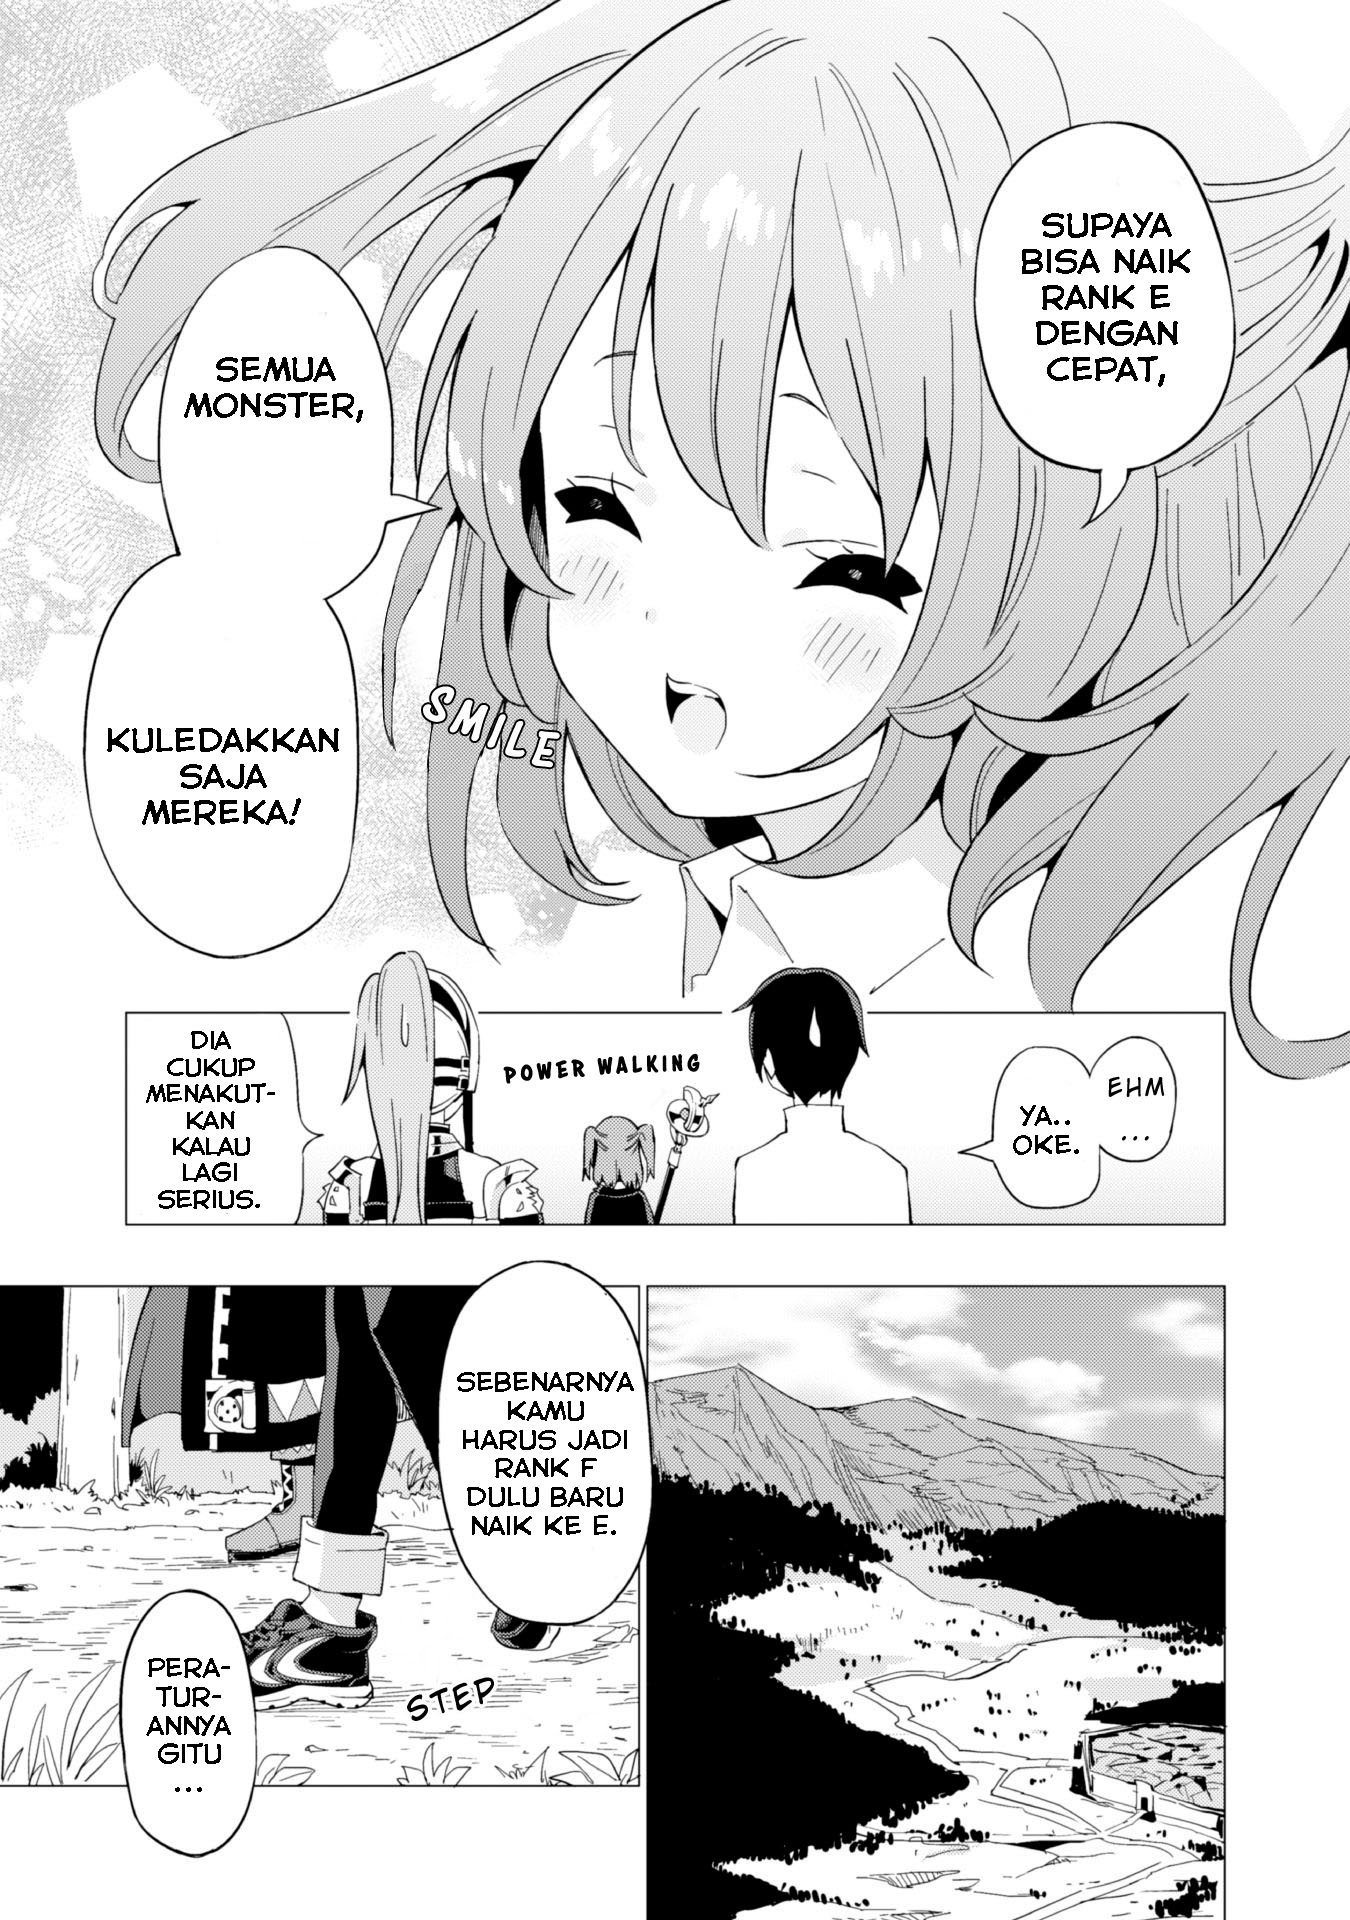 SUPAYA
BISA NAIK
RANK E
DENGAN
CEPAT,
SEMUA
MONSTER,
KULEDAKKAN
SAJA
MEREKA!
SMILE
EHM
...
YA..
OKE.
POWER WALKING
DIA
CUKUP
MENAKUT-
KAN
KALAU
LAGI
SERIUS.
SEBENARNYA
KAMU
HARUS JADI
RANK F
DULU BARU
NAIK KE E.
PERA-
TUR-
ANNYA
GITU
...
STEP